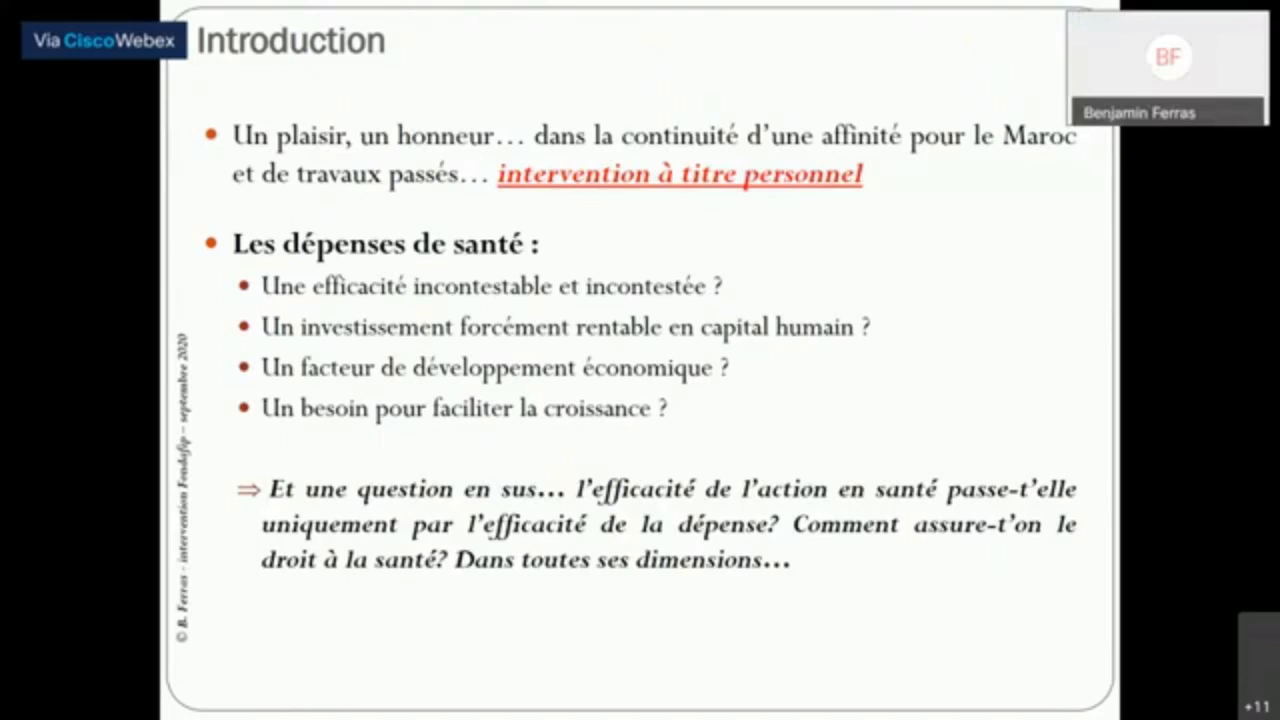 Via CiscoWebex
Introduction
BF
Benjamin Ferras
• Un plaisir, un honneur… dans la continuité d’une affinité pour le Maroc
et de travaux passés… intervention à titre personnel
• Les dépenses de santé :
• Une efficacité incontestable et incontestée ?
• Un investissement forcément rentable en capital humain ?
• Un facteur de développement économique ?
• Un besoin pour faciliter la croissance ?
⇒ Et une question en sus… l’efficacité de l’action en santé passe-t’elle
uniquement par l’efficacité de la dépense? Comment assure-t’on le
droit à la santé? Dans toutes ses dimensions…
© B. Ferras - intervention Fondafip – septembre 2020
+11